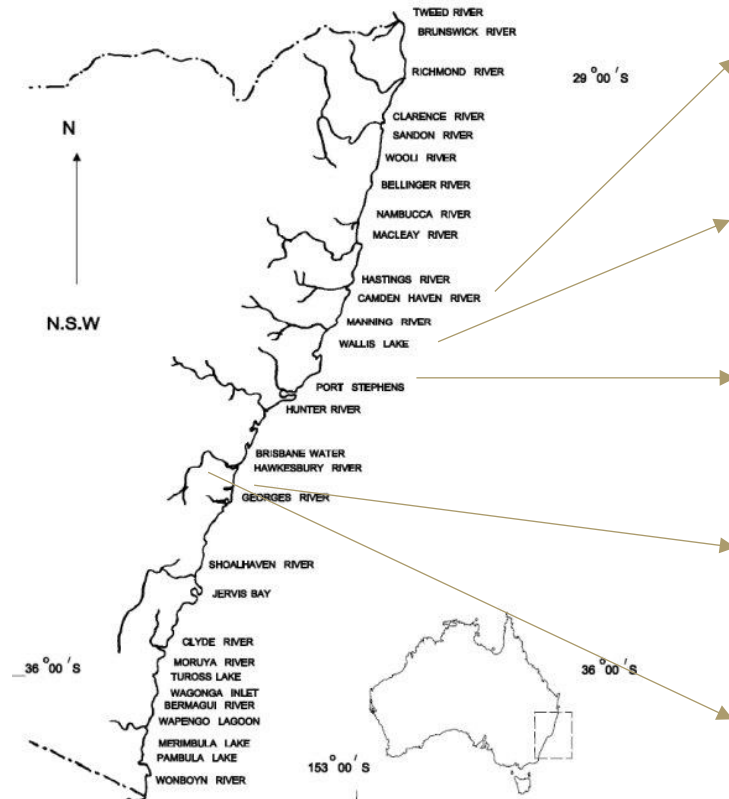 TWEED RIVER
BRUNSWICK RIVER
RICHMOND RIVER
29°00'S
CLARENCE RIVER
N
SANDON RIVER
WOOLI RIVER
BELLINGER RIVER
NAMBUCCA RIVER
MACLEAY RIVER
HASTINGS RIVER
CAMDEN HAVEN RIVER
N.S.W
MANNING RIVER
WALLIS LAKE
PORT STEPHENS
HUNTER RIVER
BRISBANE WATER
HAWKESBURY RIVER
GEORGES RIVER
SHOALHAVEN RIVER
JERVIS BAY
CLYDE RIVER
36°00'S
MORUYA RIVER
36°00'S
TUROSS LAKE
WAGONGA INLET
BERMAGUI RIVER
WAPENGO LAGOON
MERIMBULA LAKE
PAMBULA LAKE
153°00'S
WONBOYN RIVER